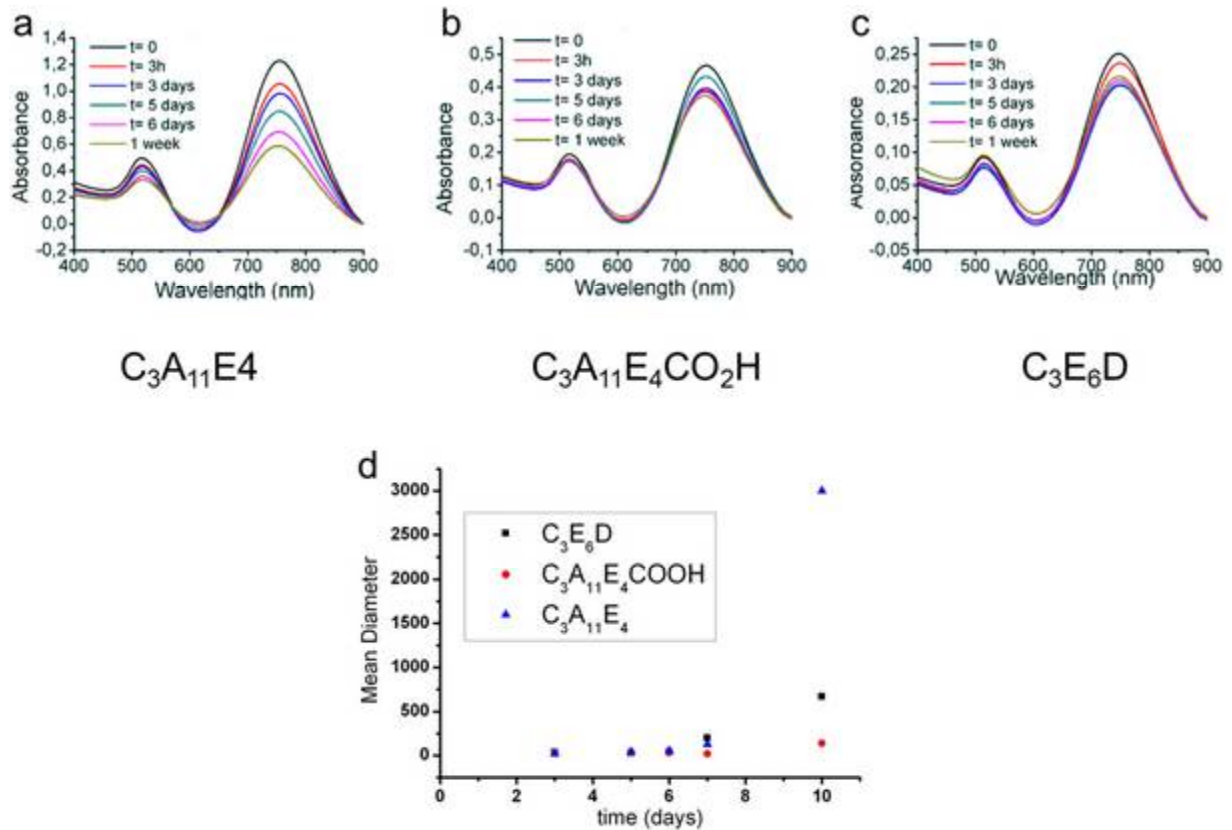 a
1,4
1,2
1,0
0,8
0,6
0,4
0,2
0,0
-0,2
Absorbance
t= 0
t= 3h
t= 3 days
t= 5 days
t= 6 days
1 week
400 500 600 700 800 900
Wavelength (nm)
C₃A₁₁E4
b
0,5
0,4
0,3
0,2
0,1
0,0
-0,1
Absorbance
t= 0
t= 3h
t= 3 days
t= 5 days
t= 6 days
t= 1 week
400 500 600 700 800 900
Wavelength (nm)
C₃A₁₁E₄CO₂H
c
0,25
0,20
0,15
0,10
0,05
0,00
-0,05
Absorbance
t= 0
t= 3h
t= 3 days
t= 5 days
t= 6 days
t= 1 week
400 500 600 700 800 900
Wavelength (nm)
C₃E₆D
d
3000
2500
2000
1500
1000
500
0
Mean Diameter
C₃E₆D
C₃A₁₁E₄COOH
C₃A₁₁E₄
0 2 4 6 8 10
time (days)